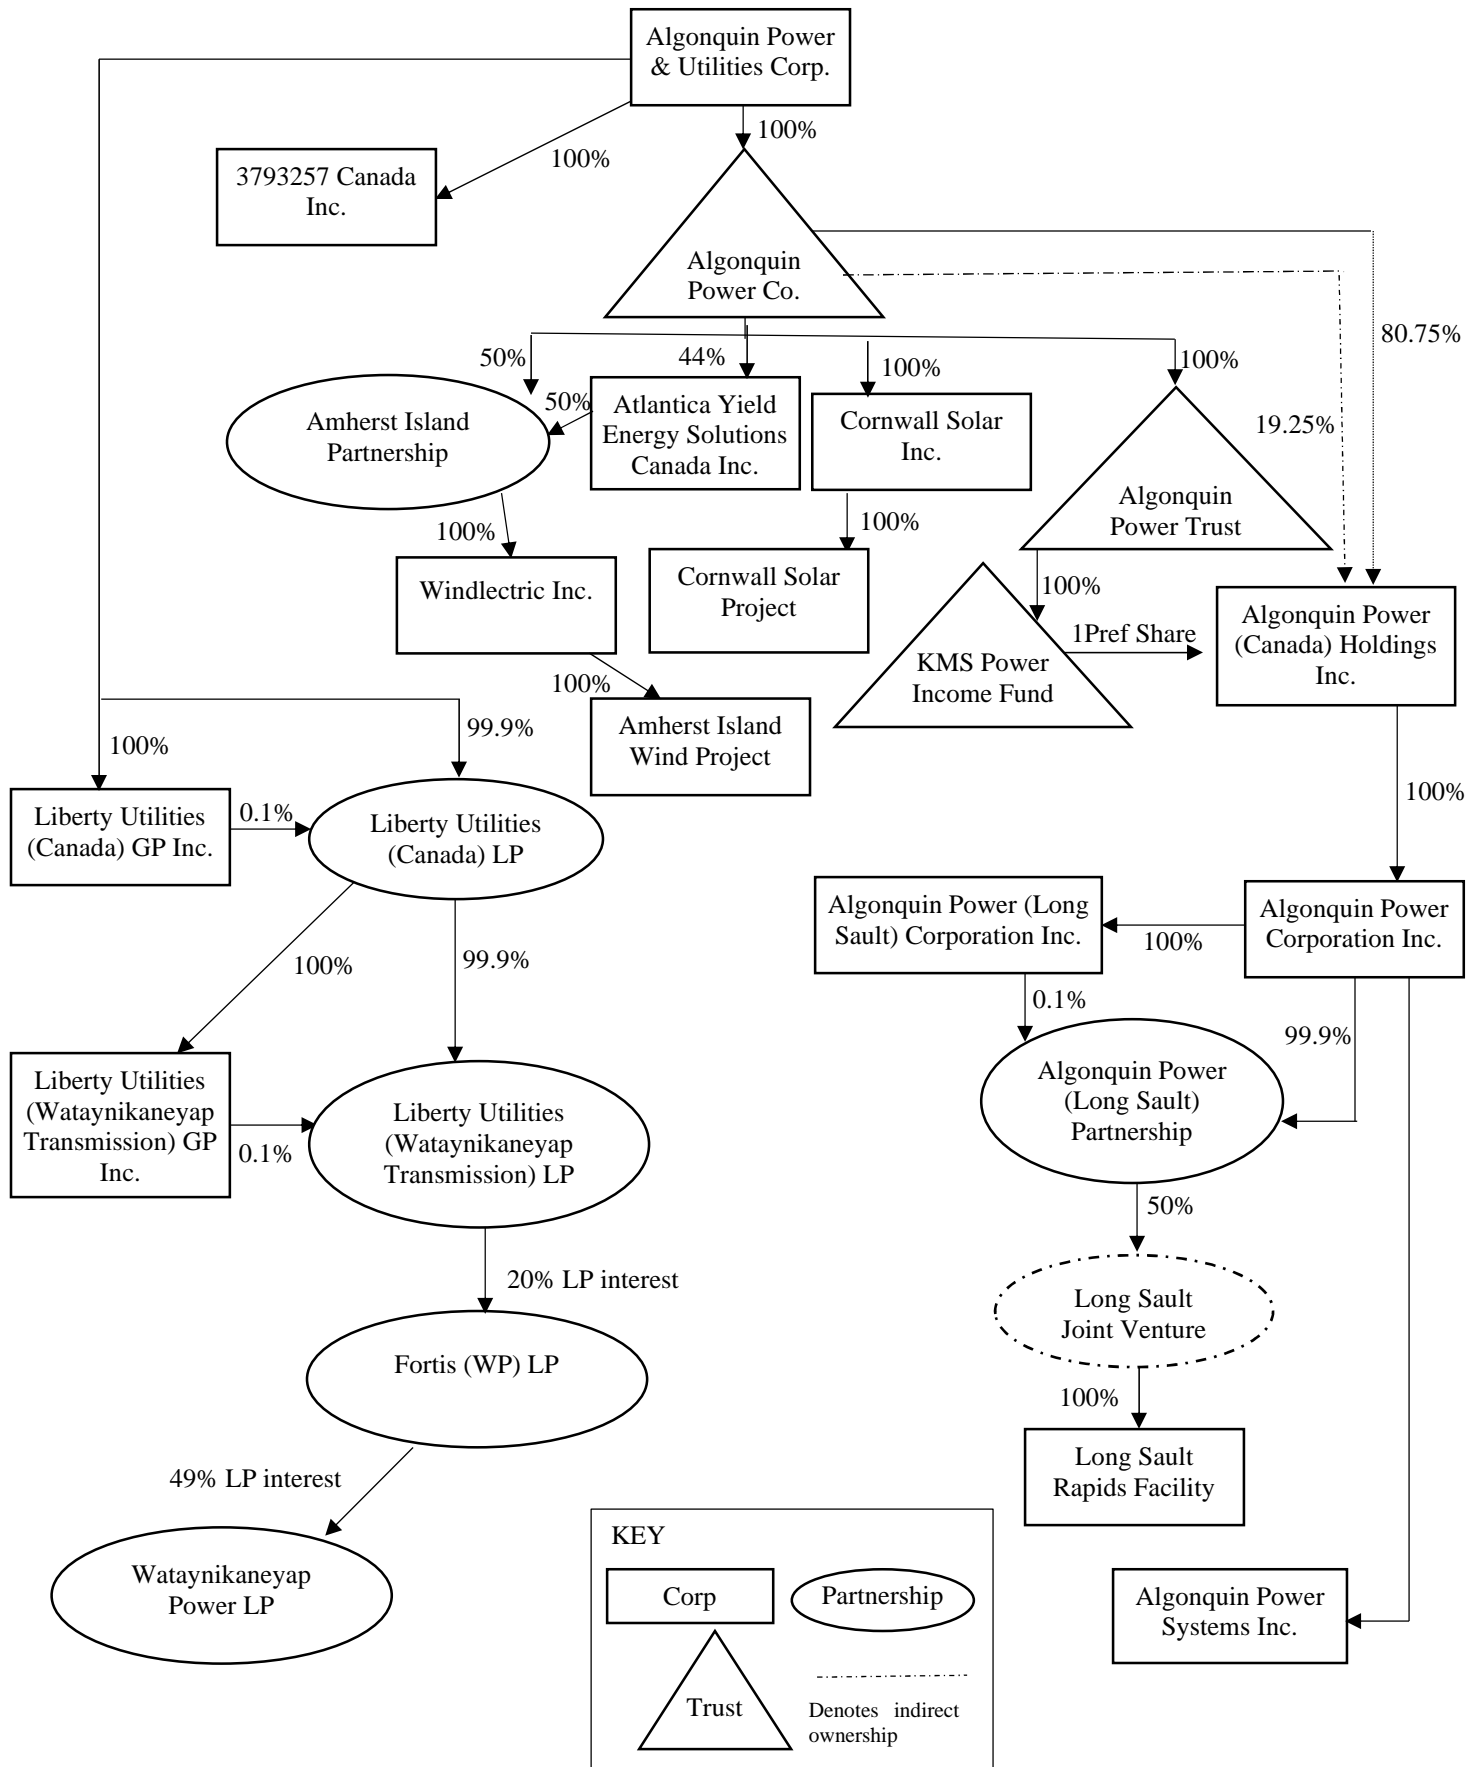 Algonquin Power
& Utilities Corp.
100%
100%
3793257 Canada
Inc.
Algonquin
Power Co.
80.75%
19.25%
50%
44%
100%
100%
50%
Amherst Island
Partnership
Atlantica Yield
Energy Solutions
Canada Inc.
Cornwall Solar
Inc.
Algonquin
Power Trust
100%
100%
100%
Windlectric Inc.
Cornwall Solar
Project
1Pref Share
KMS Power
Income Fund
Algonquin Power
(Canada) Holdings
Inc.
100%
Amherst Island
Wind Project
100%
99.9%
100%
Liberty Utilities
(Canada) GP Inc.
0.1%
Liberty Utilities
(Canada) LP
Algonquin Power (Long
Sault) Corporation Inc.
100%
Algonquin Power
Corporation Inc.
100%
99.9%
0.1%
99.9%
Liberty Utilities
(Wataynikaneyap
Transmission) GP
Inc.
0.1%
Liberty Utilities
(Wataynikaneyap
Transmission) LP
Algonquin Power
(Long Sault)
Partnership
50%
20% LP interest
Long Sault
Joint Venture
Fortis (WP) LP
100%
49% LP interest
Long Sault
Rapids Facility
Wataynikaneyap
Power LP
KEY
Corp
Partnership
Trust
Denotes indirect
ownership
Algonquin Power
Systems Inc.